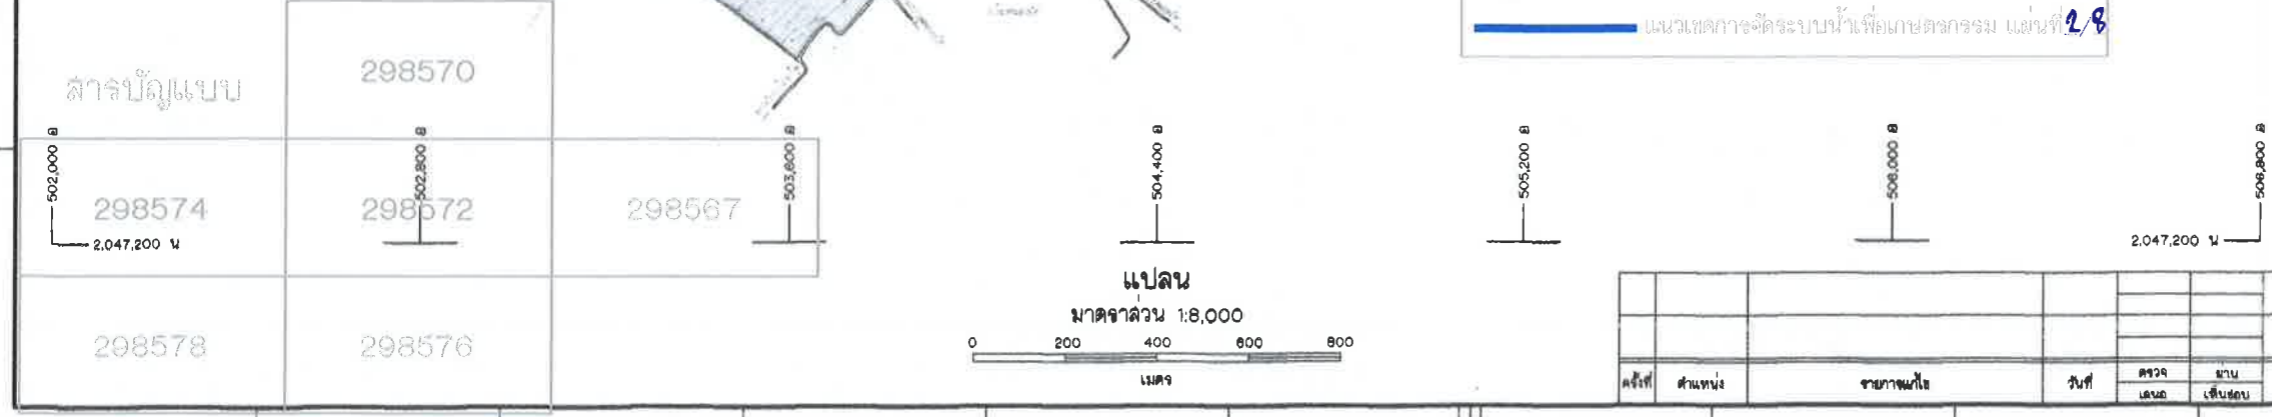 แนวเขตการจัดระบบน้ำเพื่อเกษตรกรรม แผ่นที่ 2/8
สารบัญแบบ
298570
502,000 อ
502,800 อ
503,600 อ
504,400 อ
505,200 อ
506,000 อ
506,800 อ
298574
298572
298567
2,047,200 น
2,047,200 น
แปลน
มาตราส่วน 1:8,000
0 200 400 600 800
เมตร
298578
298576
ครั้งที่ ตำแหน่ง รายการแก้ไข วันที่ ตรวจ ผ่าน
เสนอ เห็นชอบ